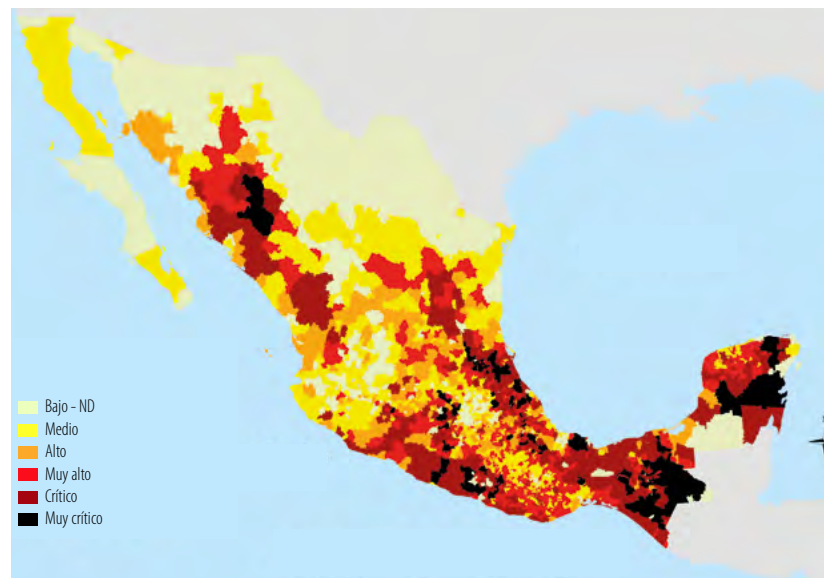 Bajo - ND
Medio
Alto
Muy alto
Crítico
Muy crítico